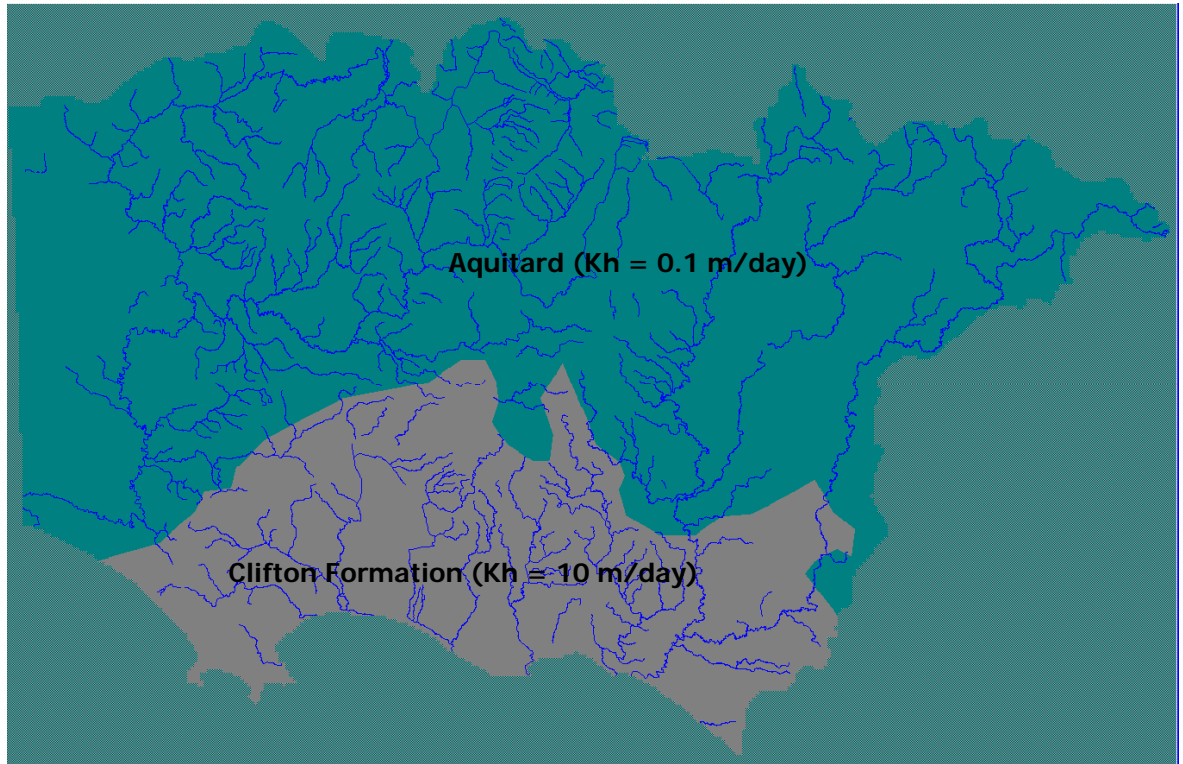 Aquitard (Kh = 0.1 m/day)
Clifton Formation (Kh = 10 m/day)